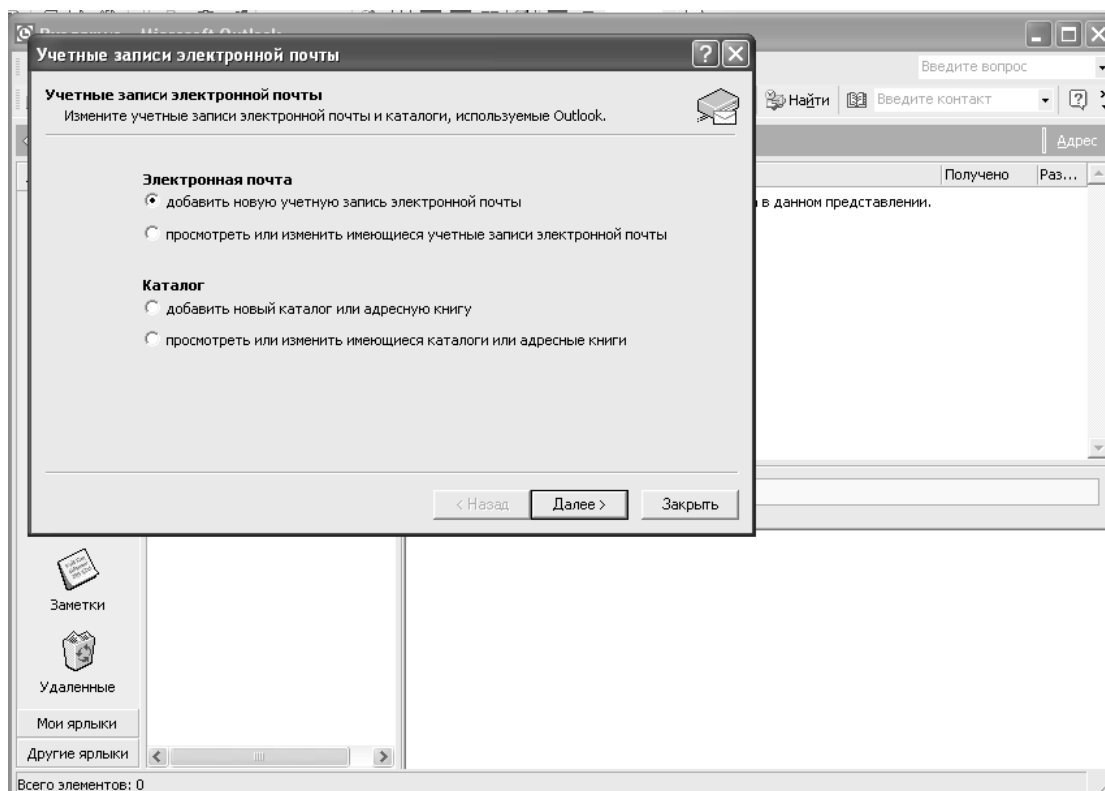 Microsoft Outlook
Учетные записи электронной почты
Введите вопрос
Учетные записи электронной почты
Измените учетные записи электронной почты и каталоги, используемые Outlook.
Найти
Введите контакт
Адрес
Электронная почта
Получено
Раз...
добавить новую учетную запись электронной почты
в данном представлении.
просмотреть или изменить имеющиеся учетные записи электронной почты
Каталог
добавить новый каталог или адресную книгу
просмотреть или изменить имеющиеся каталоги или адресные книги
< Назад
Далее >
Закрыть
Заметки
Удаленные
Мои ярлыки
Другие ярлыки
Всего элементов: 0